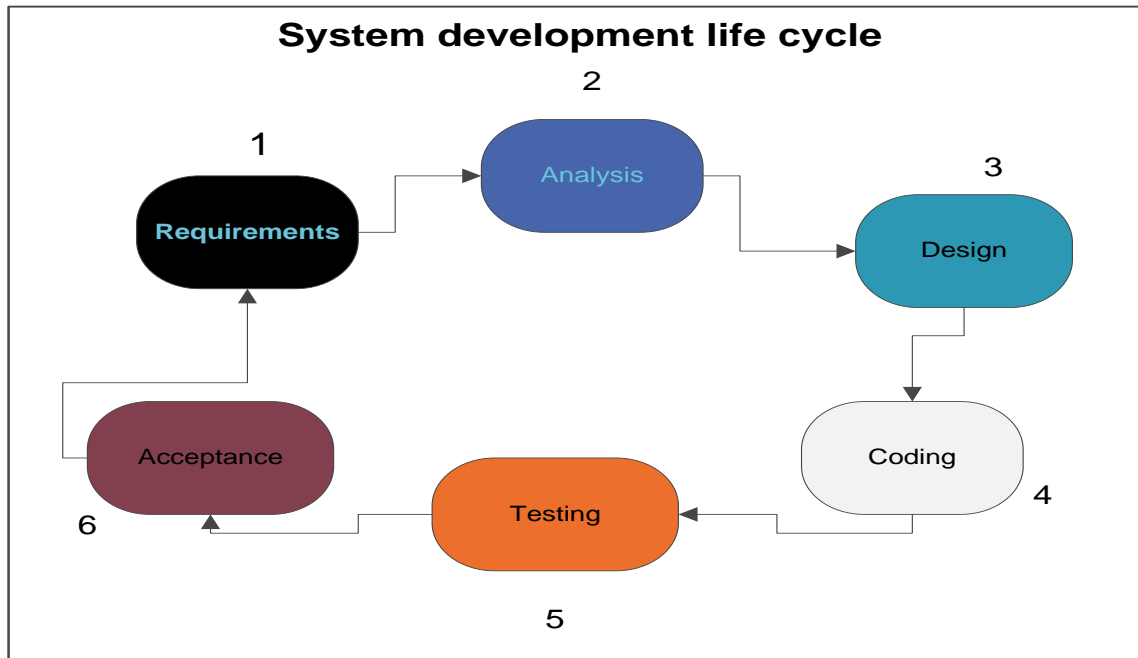 System development life cycle
2
1
Analysis
3
Requirements
Design
Acceptance
Coding
4
Testing
6
5